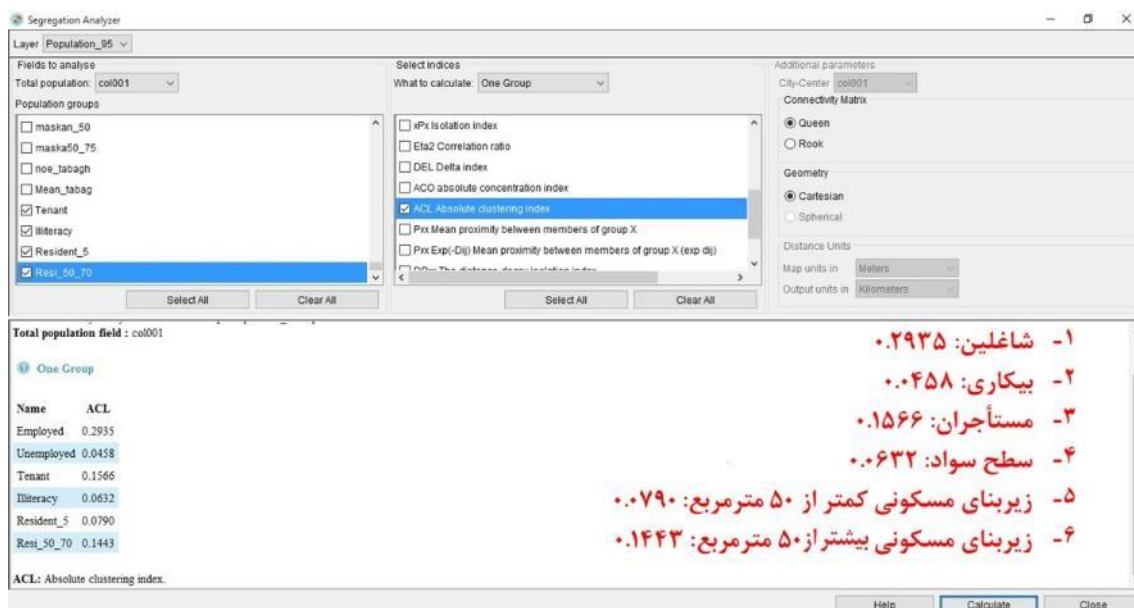 Segregation Analyzer
Layer Population_95
Fields to analyse
Total population: col001
Population groups
maskan_50
maska50_75
noe_tabagh
Mean_tabag
Tenant
Illiteracy
Resident_5
Resi_50_70
Select All Clear All
Select indices
What to calculate: One Group
xPx Isolation index
Eta2 Correlation ratio
DEL Delta index
ACO absolute concentration index
ACL Absolute clustering index
Pxx Mean proximity between members of group X
Pxx Exp(-Dij) Mean proximity between members of group X (exp dij)
Select All Clear All
Additional parameters
City-Center col001
Connectivity Matrix
Queen
Rook
Geometry
Cartesian
Spherical
Distance Units
Map units in Meters
Output units in Kilometers
Total population field : col001
One Group
Name ACL
Employed 0.2935
Unemployed 0.0458
Tenant 0.1566
Illiteracy 0.0632
Resident_5 0.0790
Resi_50_70 0.1443
ACL: Absolute clustering index.
۱- شاغلین: ۰.۲۹۳۵
۲- بیکاری: ۰.۰۴۵۸
۳- مستأجران: ۰.۱۵۶۶
۴- سطح سواد: ۰.۰۶۳۲
۵- زیربنای مسکونی کمتر از ۵۰ مترمربع: ۰.۰۷۹۰
۶- زیربنای مسکونی بیشتر از ۵۰ مترمربع: ۰.۱۴۴۳
Help Calculate Close